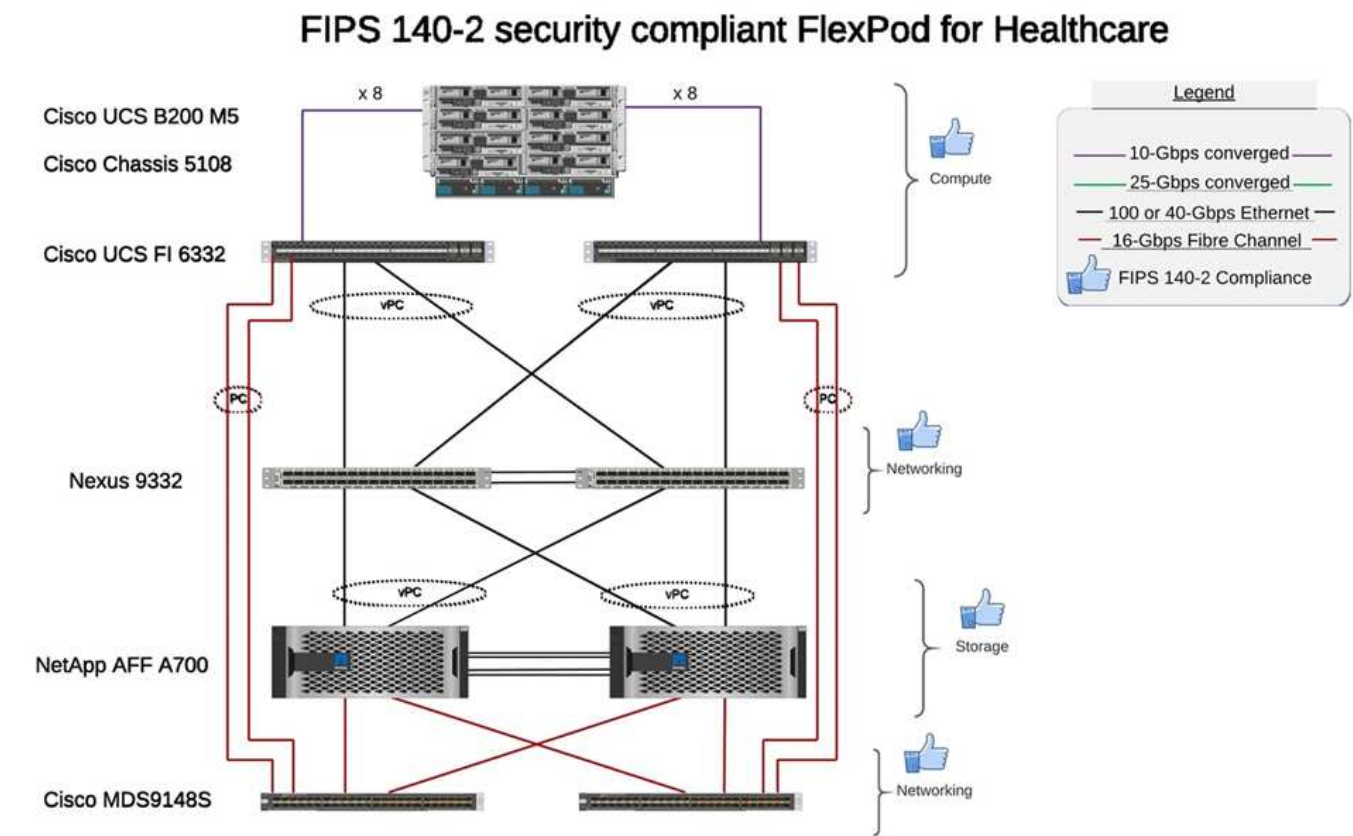 FIPS 140-2 security compliant FlexPod for Healthcare
x 8
x 8
Cisco UCS B200 M5
Cisco Chassis 5108
Compute
Cisco UCS FI 6332
vPC
vPC
PC
PC
Nexus 9332
Networking
vPC
vPC
NetApp AFF A700
Storage
Cisco MDS9148S
Networking
Legend
10-Gbps converged
25-Gbps converged
100 or 40-Gbps Ethernet
16-Gbps Fibre Channel
FIPS 140-2 Compliance